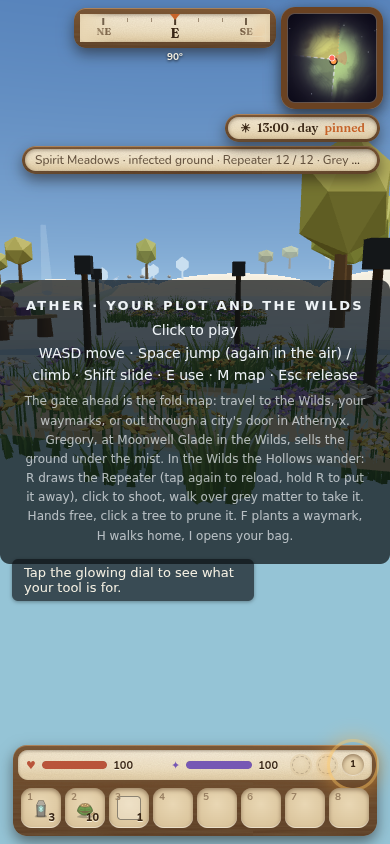 NE E SE
90°
13:00 · day pinned
Spirit Meadows · infected ground · Repeater 12 / 12 · Grey ...
ATHER · YOUR PLOT AND THE WILDS
Click to play
WASD move · Space jump (again in the air) /
climb · Shift slide · E use · M map · Esc release
The gate ahead is the fold map: travel to the Wilds, your
waymarks, or out through a city's door in Athernyx.
Gregory, at Moonwell Glade in the Wilds, sells the
ground under the mist. In the Wilds the Hollows wander:
R draws the Repeater (tap again to reload, hold R to put
it away), click to shoot, walk over grey matter to take it.
Hands free, click a tree to prune it. F plants a waymark,
H walks home, I opens your bag.
Tap the glowing dial to see what
your tool is for.
100 100 1
1 2 3 4 5 6 7 8
3 10 1